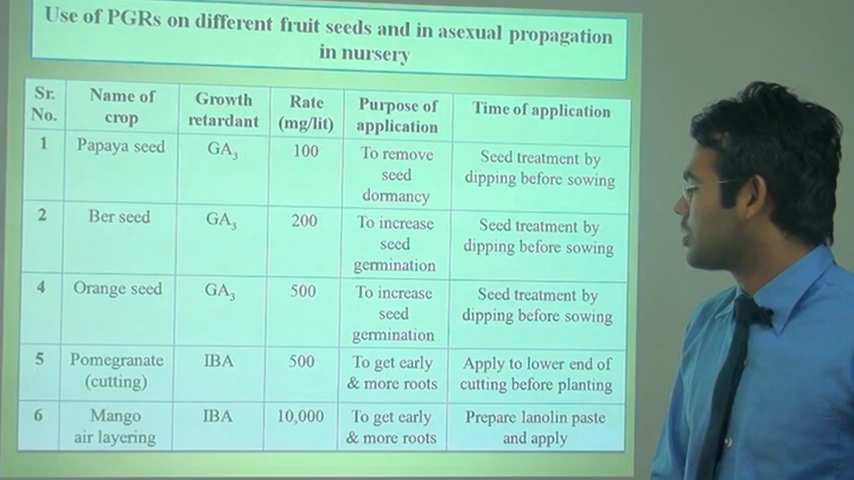 Use of PGRs on different fruit seeds and in asexual propagation
in nursery
Sr. No. Name of crop Growth retardant Rate (mg/lit) Purpose of application Time of application
1 Papaya seed GA3 100 To remove seed dormancy Seed treatment by dipping before sowing
2 Ber seed GA3 200 To increase seed germination Seed treatment by dipping before sowing
4 Orange seed GA3 500 To increase seed germination Seed treatment by dipping before sowing
5 Pomegranate (cutting) IBA 500 To get early & more roots Apply to lower end of cutting before planting
6 Mango air layering IBA 10,000 To get early & more roots Prepare lanolin paste and apply